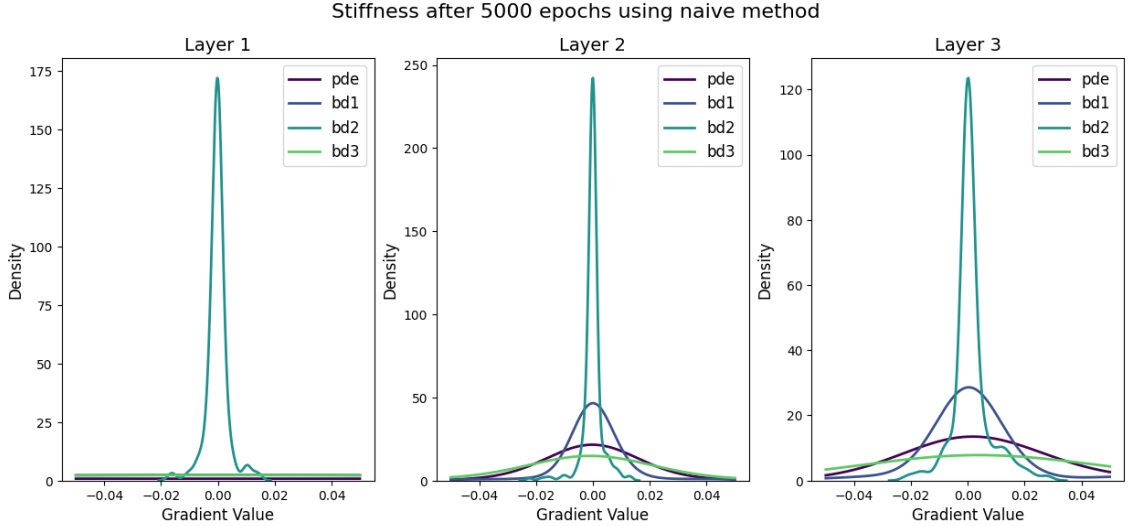 Stiffness after 5000 epochs using naive method
Layer 1
175
150
125
100
75
50
25
0
Density
−0.04 −0.02 0.00 0.02 0.04
Gradient Value
pde
bd1
bd2
bd3
Layer 2
250
200
150
100
50
0
Density
−0.04 −0.02 0.00 0.02 0.04
Gradient Value
pde
bd1
bd2
bd3
Layer 3
120
100
80
60
40
20
0
Density
−0.04 −0.02 0.00 0.02 0.04
Gradient Value
pde
bd1
bd2
bd3